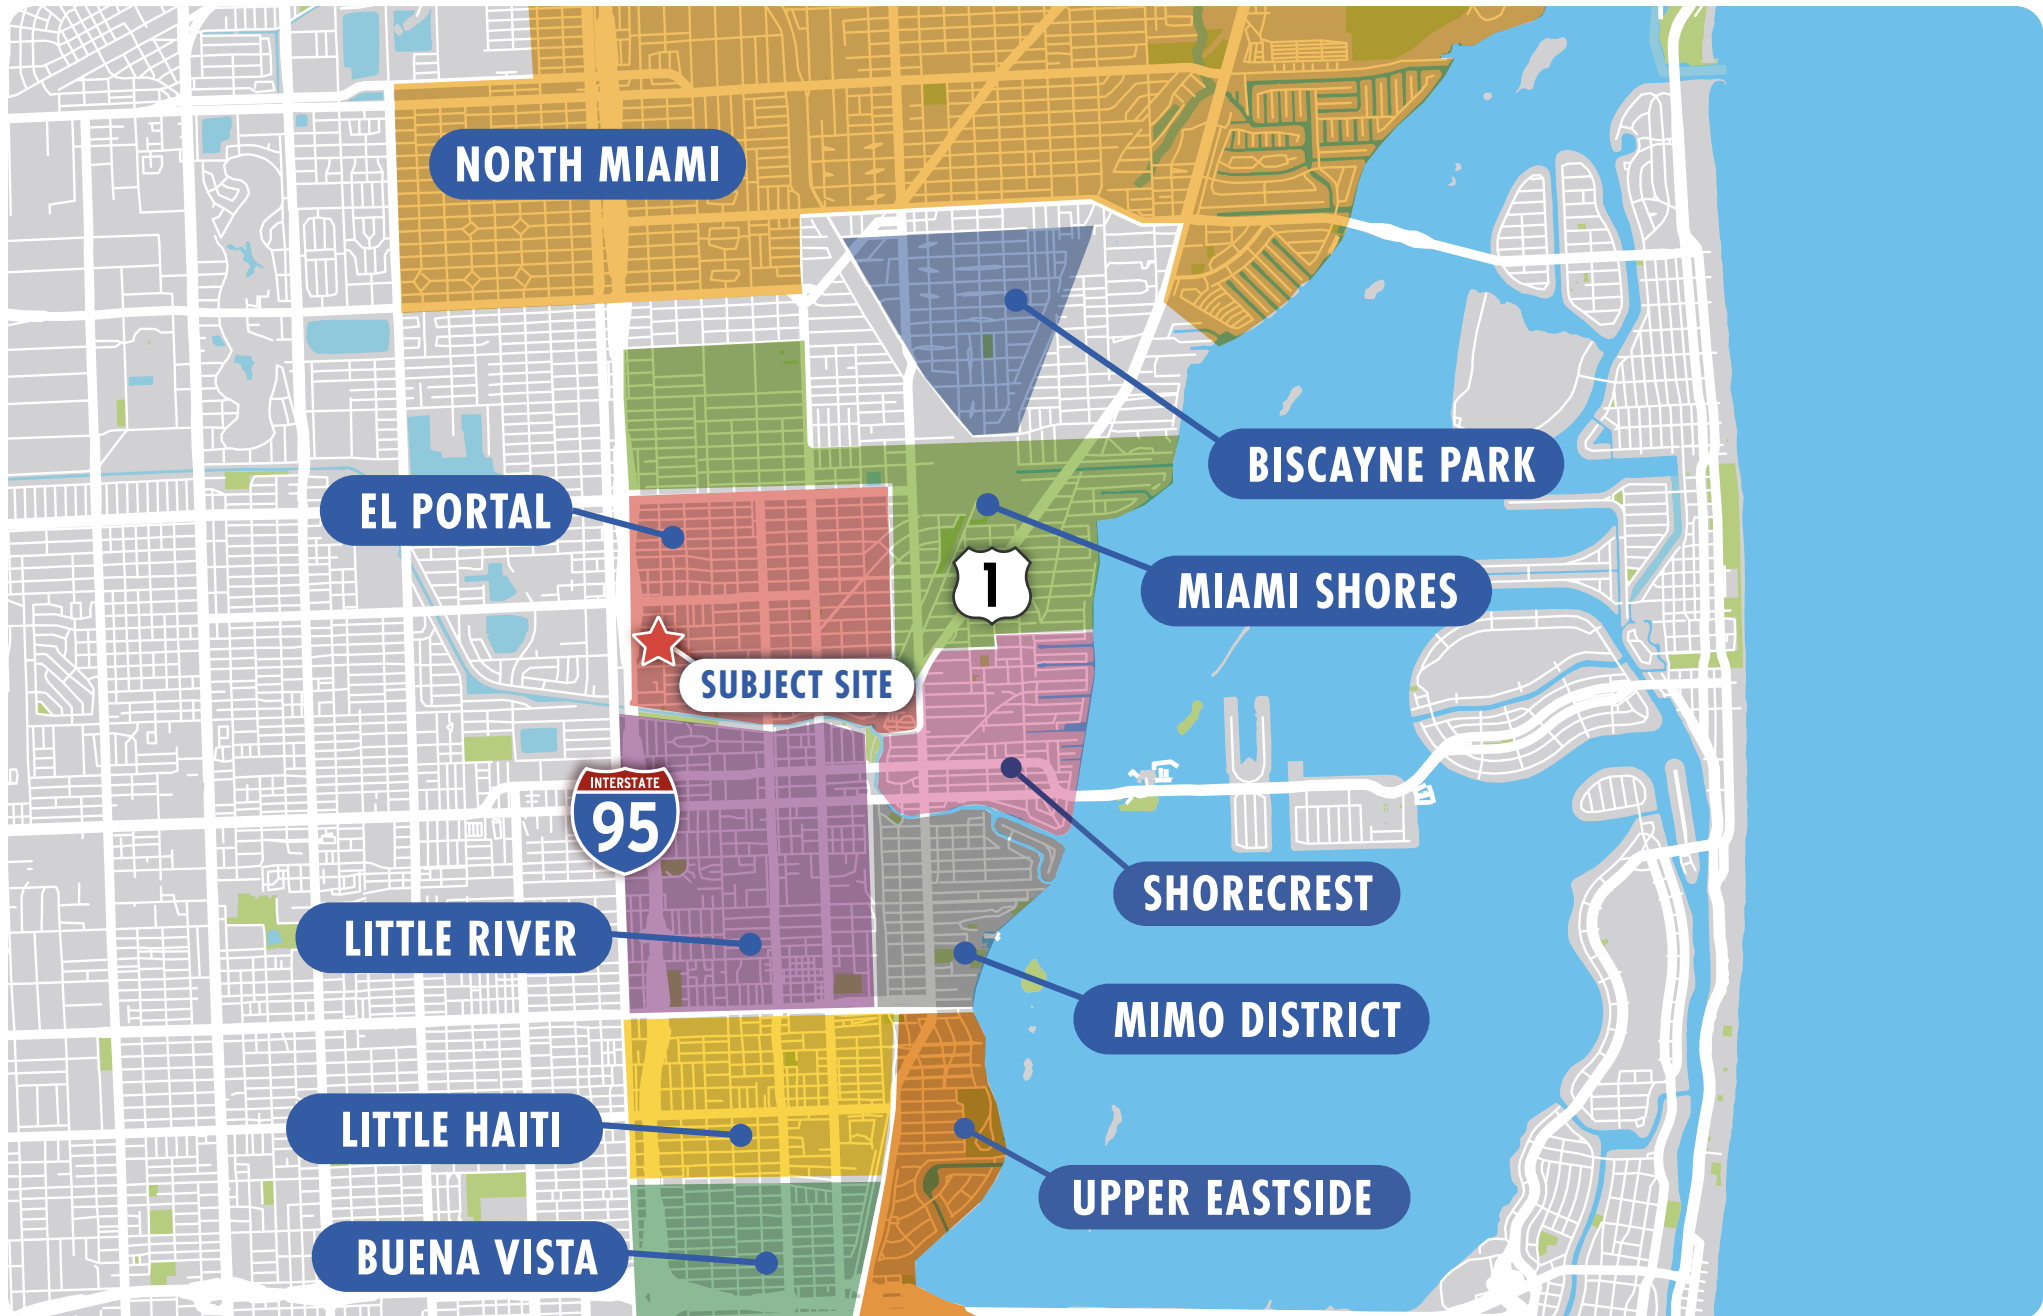 NORTH MIAMI
BISCAYNE PARK
EL PORTAL
MIAMI SHORES
1
SUBJECT SITE
INTERSTATE
95
SHORECREST
LITTLE RIVER
MIMO DISTRICT
LITTLE HAITI
UPPER EASTSIDE
BUENA VISTA